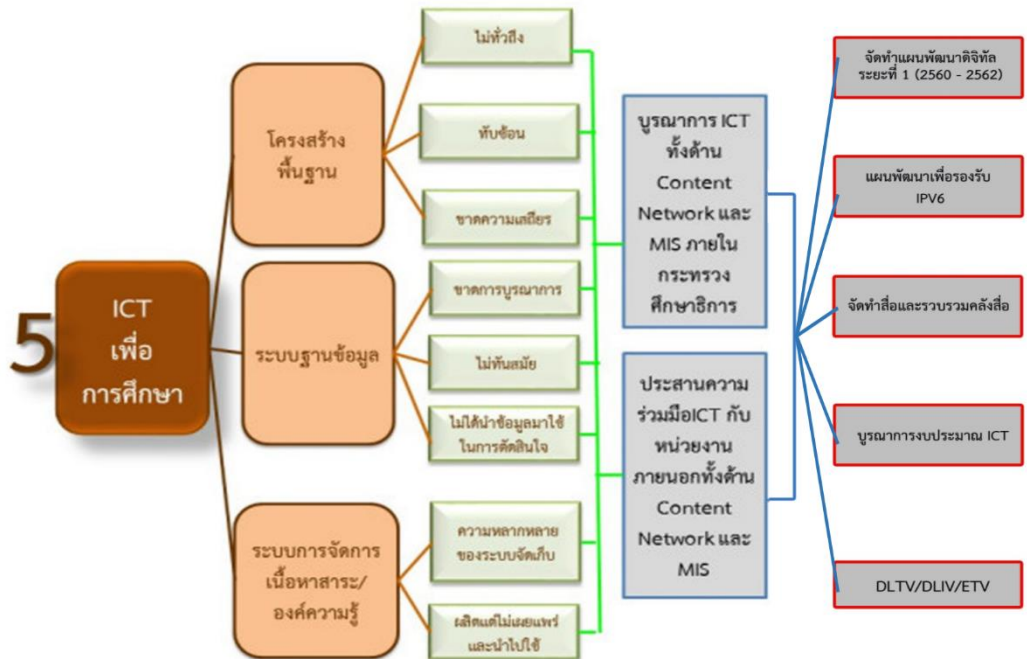 5
ICT
เพื่อ
การศึกษา
โครงสร้าง
พื้นฐาน
ระบบฐานข้อมูล
ระบบการจัดการ
เนื้อหาสาระ/
องค์ความรู้
ไม่ทั่วถึง
ทับซ้อน
ขาดความเสถียร
ขาดการบูรณาการ
ไม่ทันสมัย
ไม่ได้นำข้อมูลมาใช้
ในการตัดสินใจ
ความหลากหลาย
ของระบบจัดเก็บ
ผลิตแต่ไม่เผยแพร่
และนำไปใช้
บูรณาการ ICT
ทั้งด้าน
Content
Network และ
MIS ภายใน
กระทรวง
ศึกษาธิการ
ประสานความ
ร่วมมือICT กับ
หน่วยงาน
ภายนอกทั้งด้าน
Content
Network และ
MIS
จัดทำแผนพัฒนาดิจิทัล
ระยะที่ 1 (2560 - 2562)
แผนพัฒนาเพื่อรองรับ
IPV6
จัดทำสื่อและรวบรวมคลังสื่อ
บูรณาการงบประมาณ ICT
DLTV/DLIV/ETV